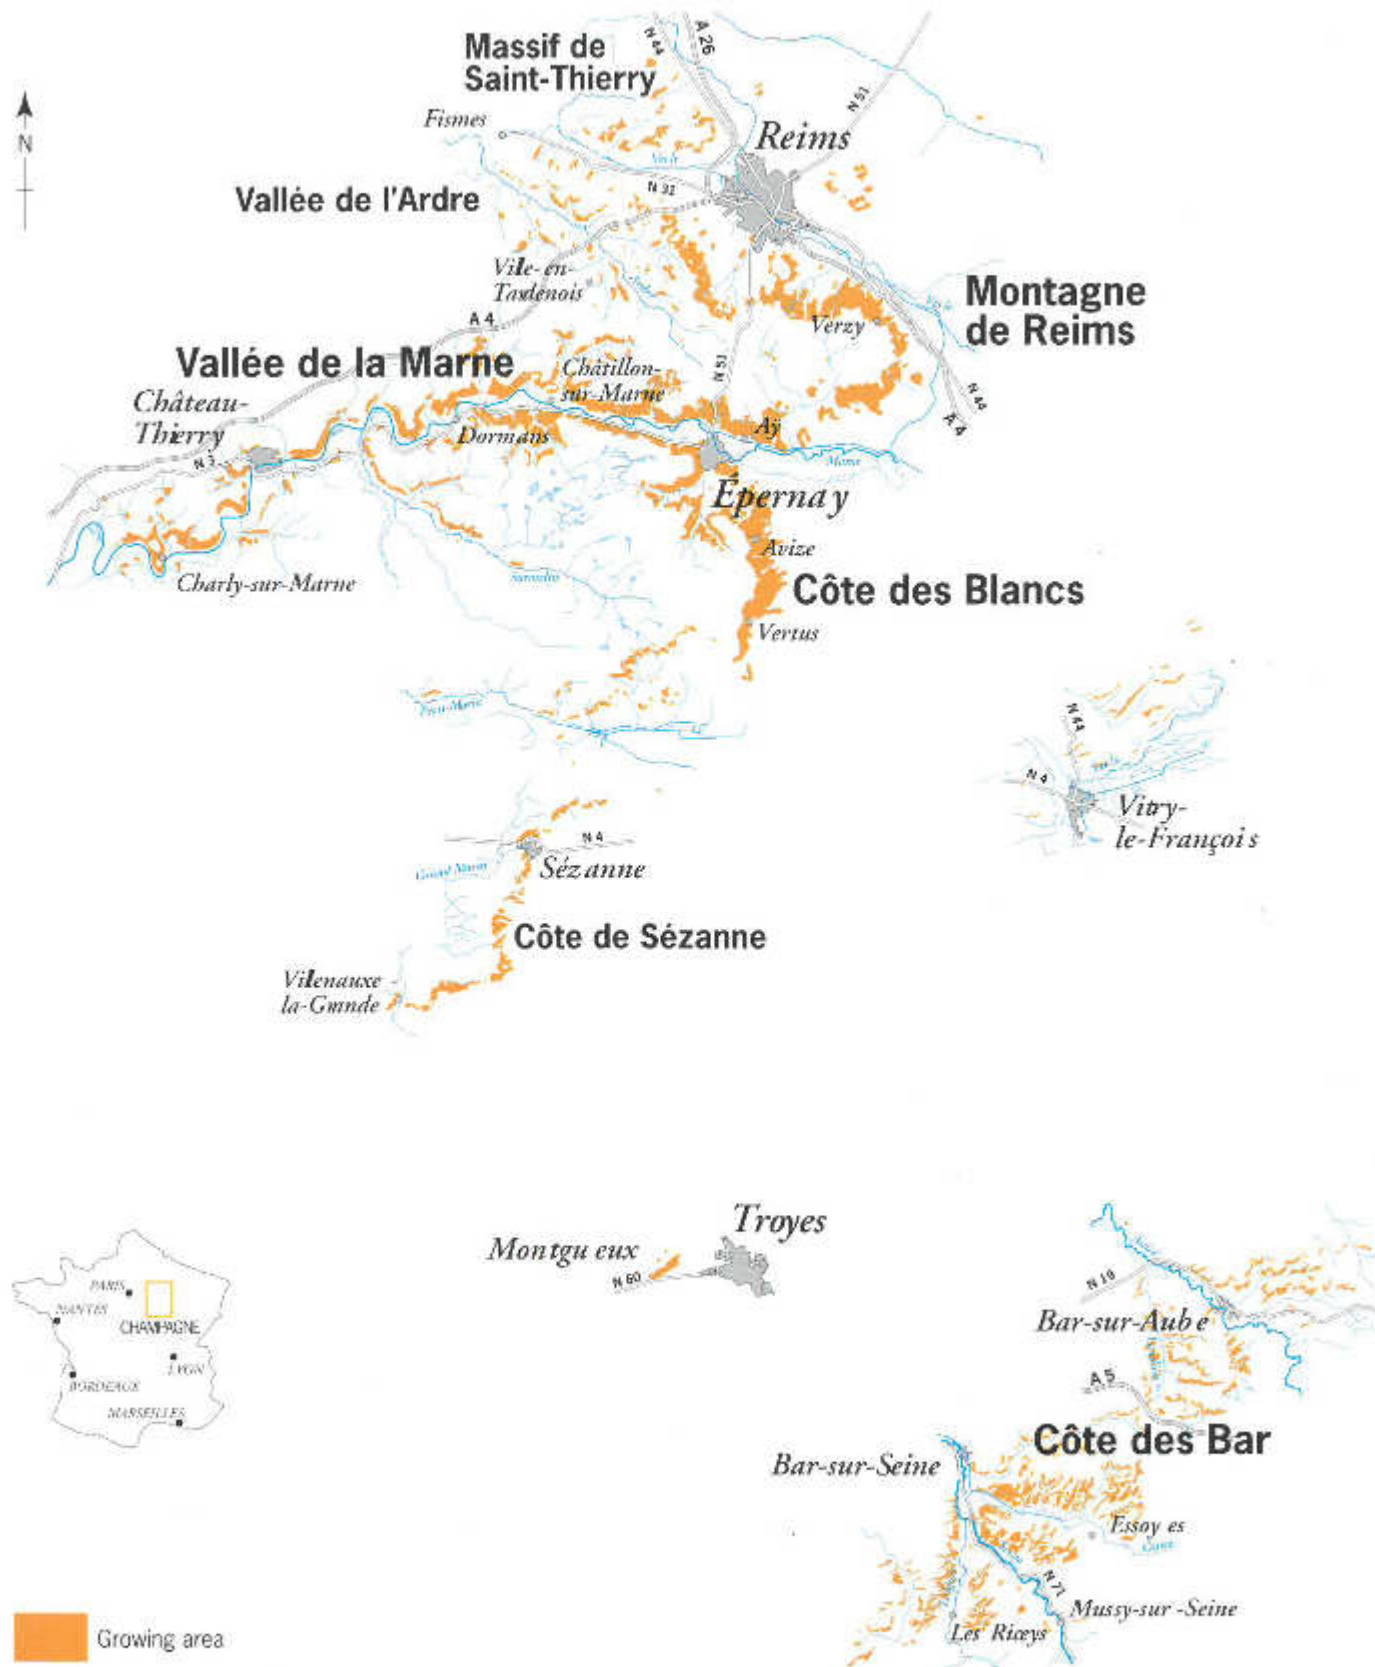 Massif de
Saint-Thierry
N 44
A 26
N 51
Fismes
Reims
N 31
Vallée de l'Ardre
Ville-en-
Tardenois
Montagne
de Reims
Verzy
A 4
Vallée de la Marne
Châtillon-
sur-Marne
N 51
N 44
A 4
Château-
Thierry
N 3
Dormans
Aÿ
Marne
Épernay
Avize
Charly-sur-Marne
Côte des Blancs
Vertus
N 44
N 4
Vitry-
le-François
N 4
Sézanne
Grand Morin
Côte de Sézanne
Villenauxe-
la-Grande
Troyes
Montgueux
N 60
PARIS
NANTES
CHAMPAGNE
LYON
BORDEAUX
MARSEILLES
N 19
Bar-sur-Aube
A 5
Côte des Bar
Bar-sur-Seine
Essoyes
N 71
Mussy-sur-Seine
Les Riceys
Growing area